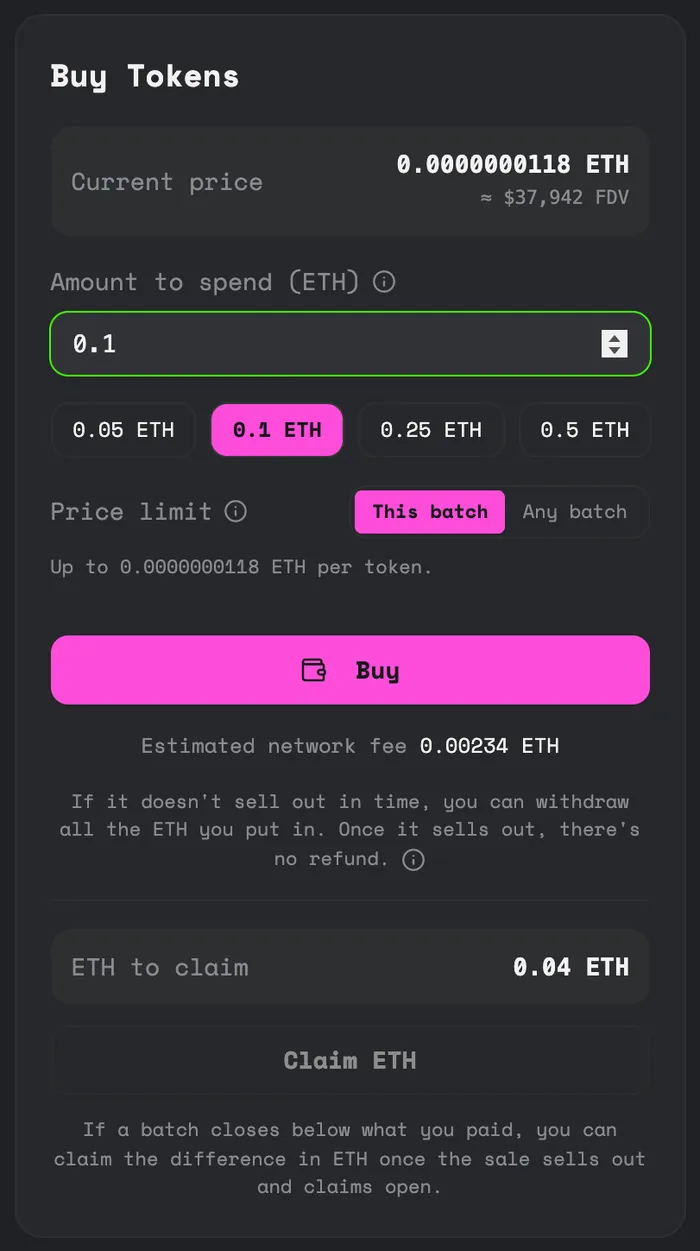 Buy Tokens
Current price
0.0000000118 ETH
≈ $37,942 FDV
Amount to spend (ETH)
0.1
0.05 ETH
0.1 ETH
0.25 ETH
0.5 ETH
Price limit
This batch
Any batch
Up to 0.0000000118 ETH per token.
Buy
Estimated network fee 0.00234 ETH
If it doesn't sell out in time, you can withdraw
all the ETH you put in. Once it sells out, there's
no refund.
ETH to claim
0.04 ETH
Claim ETH
If a batch closes below what you paid, you can
claim the difference in ETH once the sale sells out
and claims open.